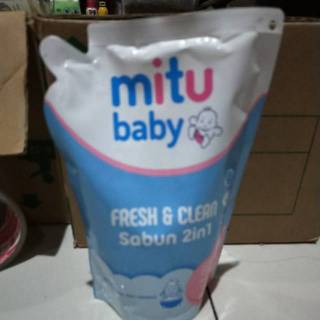 mitu
baby
FRESH & CLEAN
Sabun 2in1